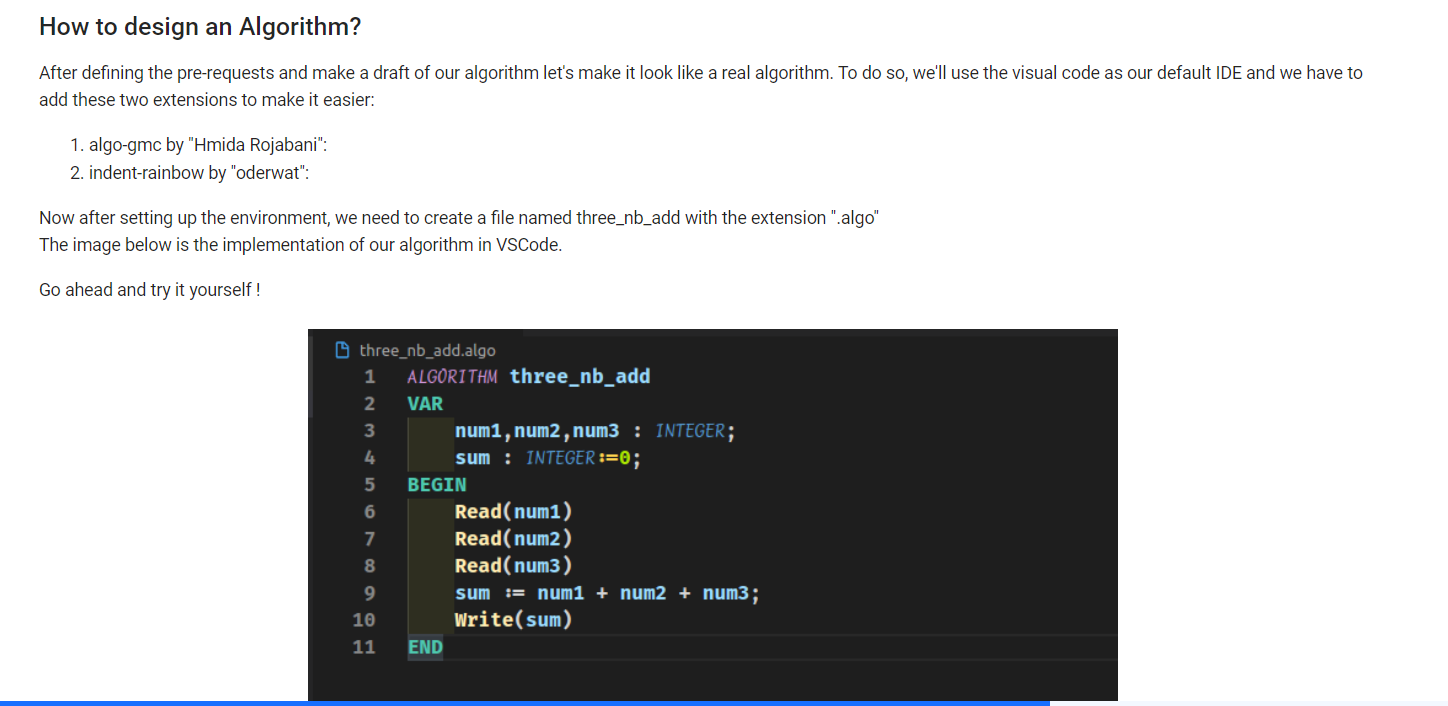 How to design an Algorithm?
After defining the pre-requests and make a draft of our algorithm let's make it look like a real algorithm. To do so, we'll use the visual code as our default IDE and we have to
add these two extensions to make it easier:
1. algo-gmc by "Hmida Rojabani":
2. indent-rainbow by "oderwat":
Now after setting up the environment, we need to create a file named three_nb_add with the extension ".algo"
The image below is the implementation of our algorithm in VSCode.
Go ahead and try it yourself !
three_nb_add.algo
1 ALGORITHM three_nb_add
2 VAR
3 num1,num2,num3 : INTEGER;
4 sum : INTEGER:=0;
5 BEGIN
6 Read(num1)
7 Read(num2)
8 Read(num3)
9 sum := num1 + num2 + num3;
10 Write(sum)
11 END